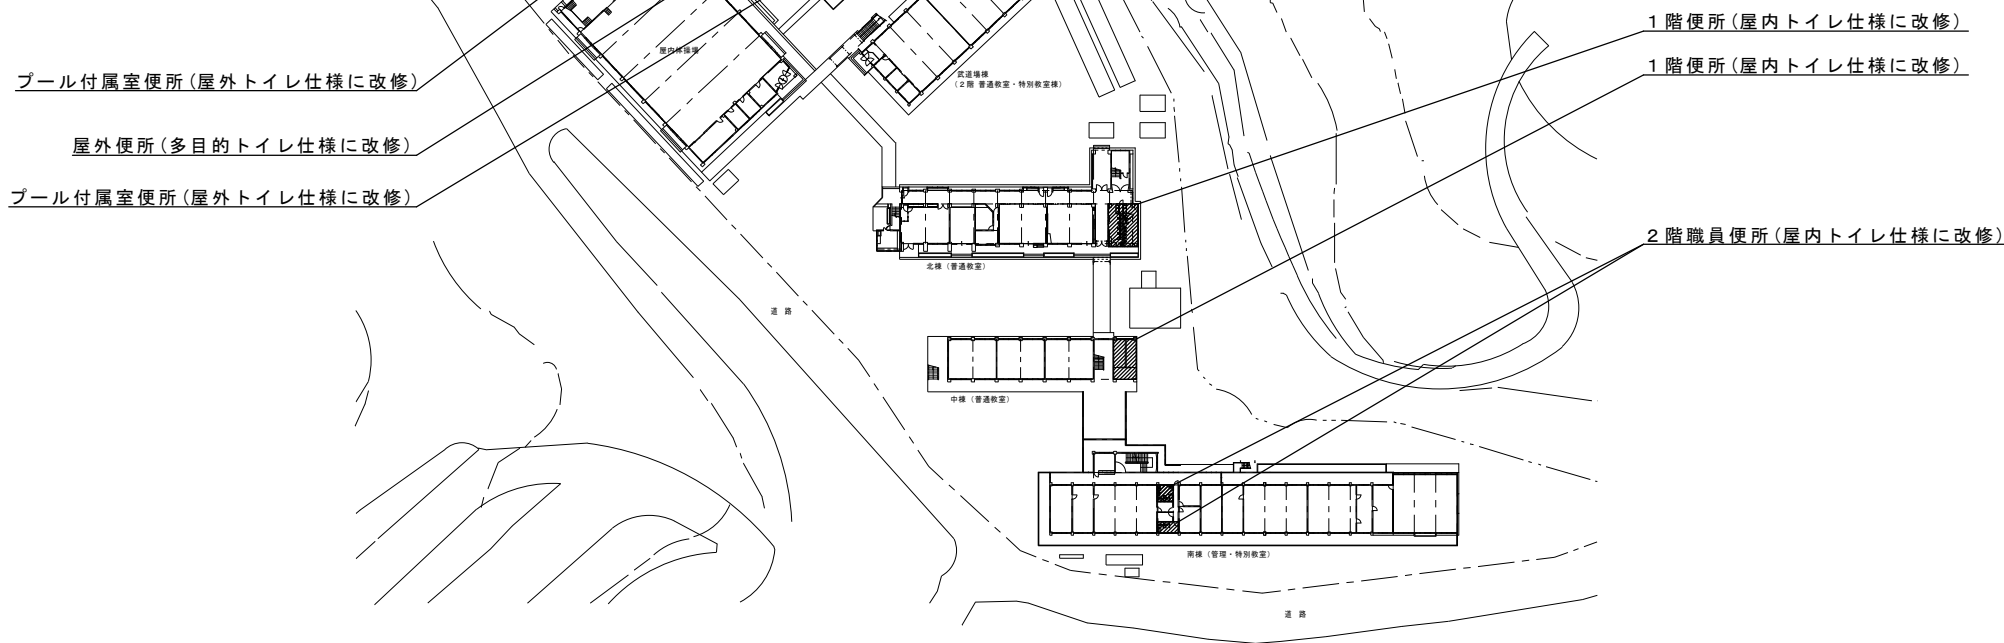 １階便所(屋内トイレ仕様に改修)
屋内体操場
１階便所(屋内トイレ仕様に改修)
プール付属室便所(屋外トイレ仕様に改修)
武道場棟
(２階 普通教室・特別教室棟)
屋外便所(多目的トイレ仕様に改修)
プール付属室便所(屋外トイレ仕様に改修)
２階職員便所(屋内トイレ仕様に改修)
北棟(普通教室)
道路
中棟(普通教室)
南棟(管理・特別教室)
道路